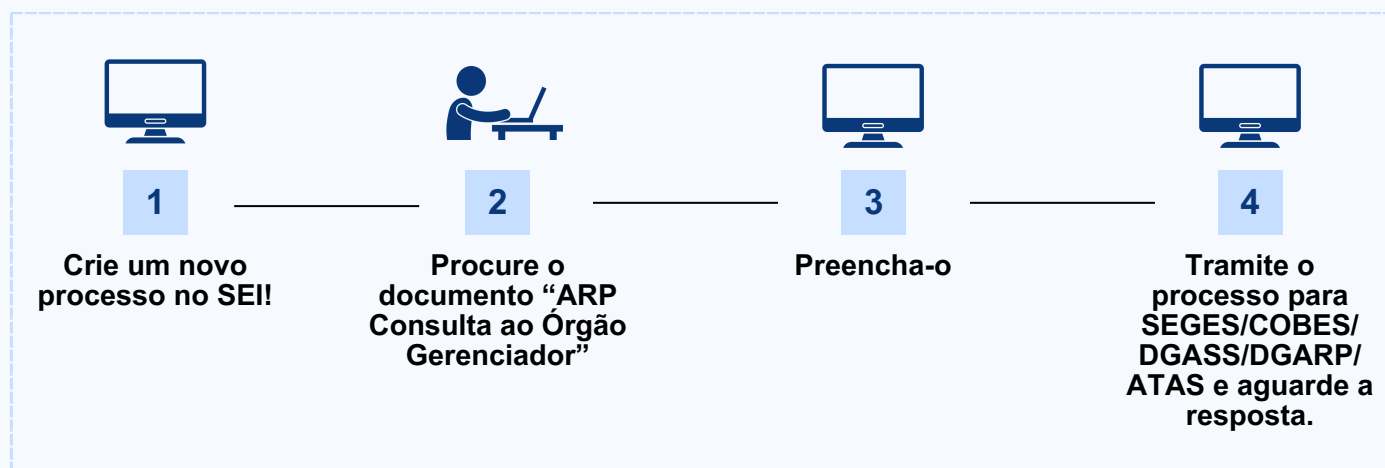 1
Crie um novo
processo no SEI!
2
Procure o
documento “ARP
Consulta ao Órgão
Gerenciador”
3
Preencha-o
4
Tramite o
processo para
SEGES/COBES/
DGASS/DGARP/
ATAS e aguarde a
resposta.